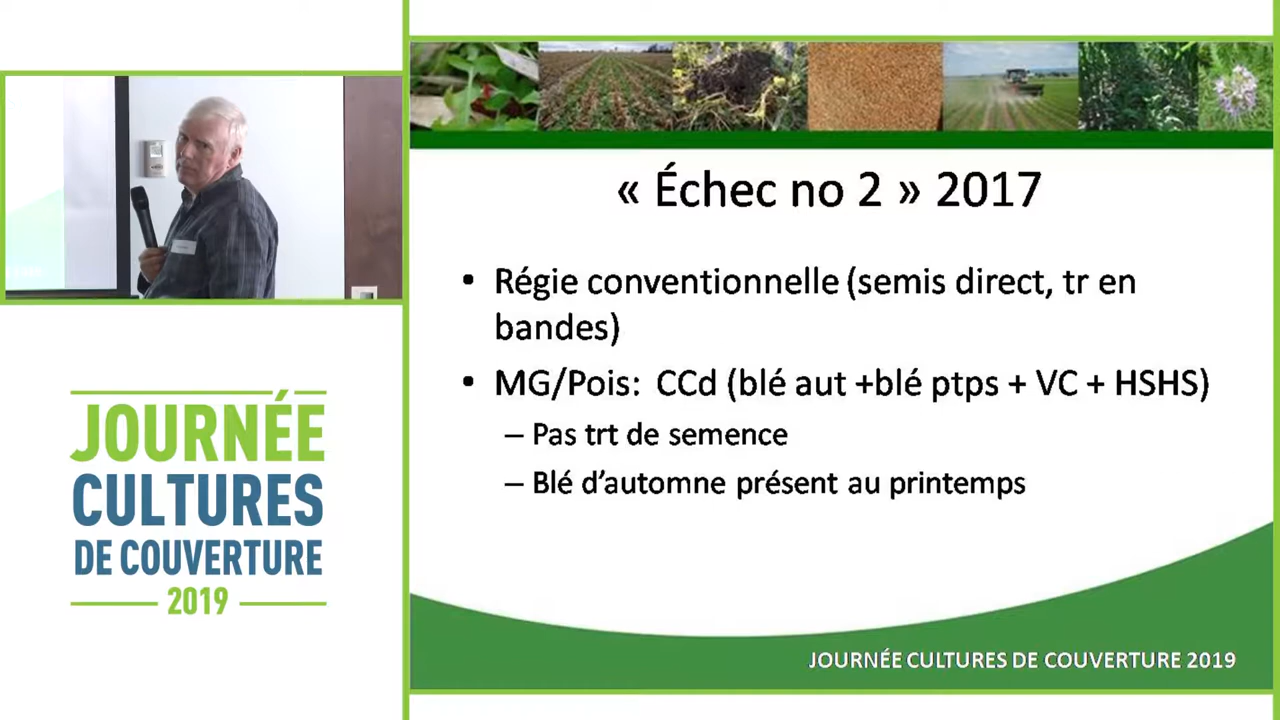 « Échec no 2 » 2017
• Régie conventionnelle (semis direct, tr en
bandes)
• MG/Pois: CCd (blé aut +blé ptps + VC + HSHS)
– Pas trt de semence
– Blé d’automne présent au printemps
JOURNÉE
CULTURES
DE COUVERTURE
2019
JOURNÉE CULTURES DE COUVERTURE 2019